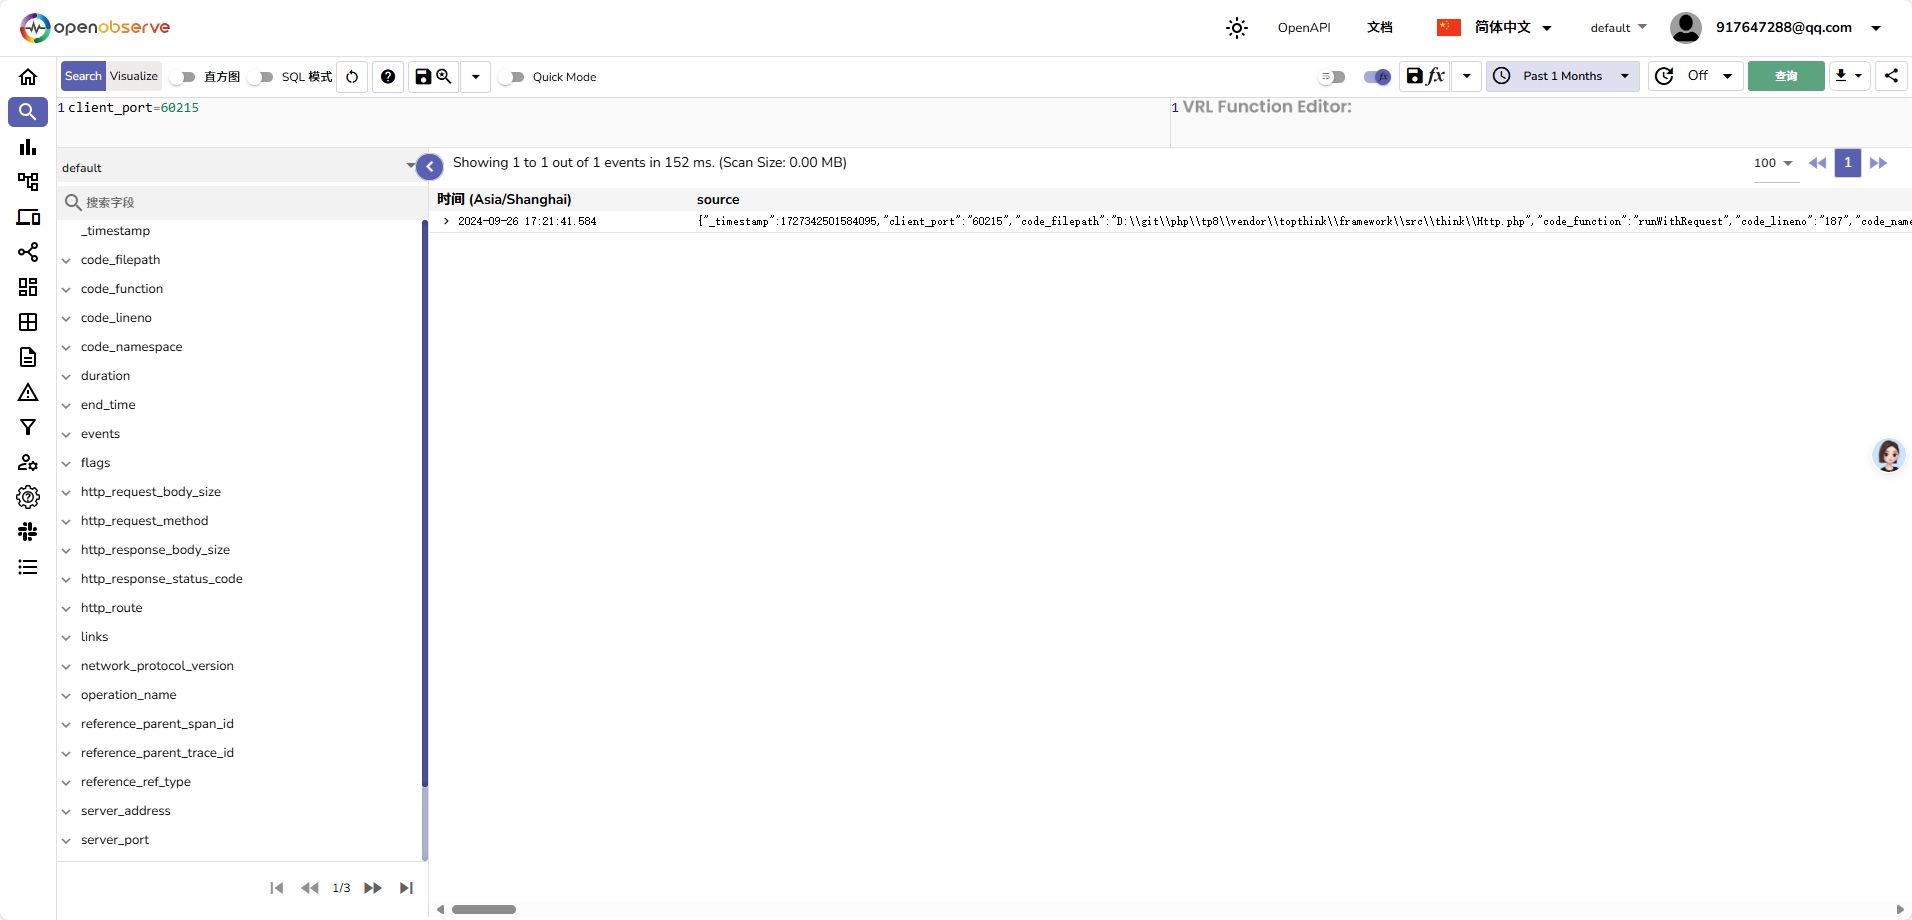 openobserve
OpenAPI
文档
简体中文
default
917647288@qq.com
Search
Visualize
直方图
SQL 模式
Quick Mode
fx
Past 1 Months
Off
查询
1 client_port=60215
1 VRL Function Editor:
default
Showing 1 to 1 out of 1 events in 152 ms. (Scan Size: 0.00 MB)
100
1
搜索字段
时间 (Asia/Shanghai)
source
2024-09-26 17:21:41.584
{"_timestamp":1727342501584095,"client_port":"60215","code_filepath":"D:\\git\\php\\tp8\\vendor\\topthink\\framework\\src\\think\\Http.php","code_function":"runWithRequest","code_lineno":"187","code_name
_timestamp
code_filepath
code_function
code_lineno
code_namespace
duration
end_time
events
flags
http_request_body_size
http_request_method
http_response_body_size
http_response_status_code
http_route
links
network_protocol_version
operation_name
reference_parent_span_id
reference_parent_trace_id
reference_ref_type
server_address
server_port
1/3